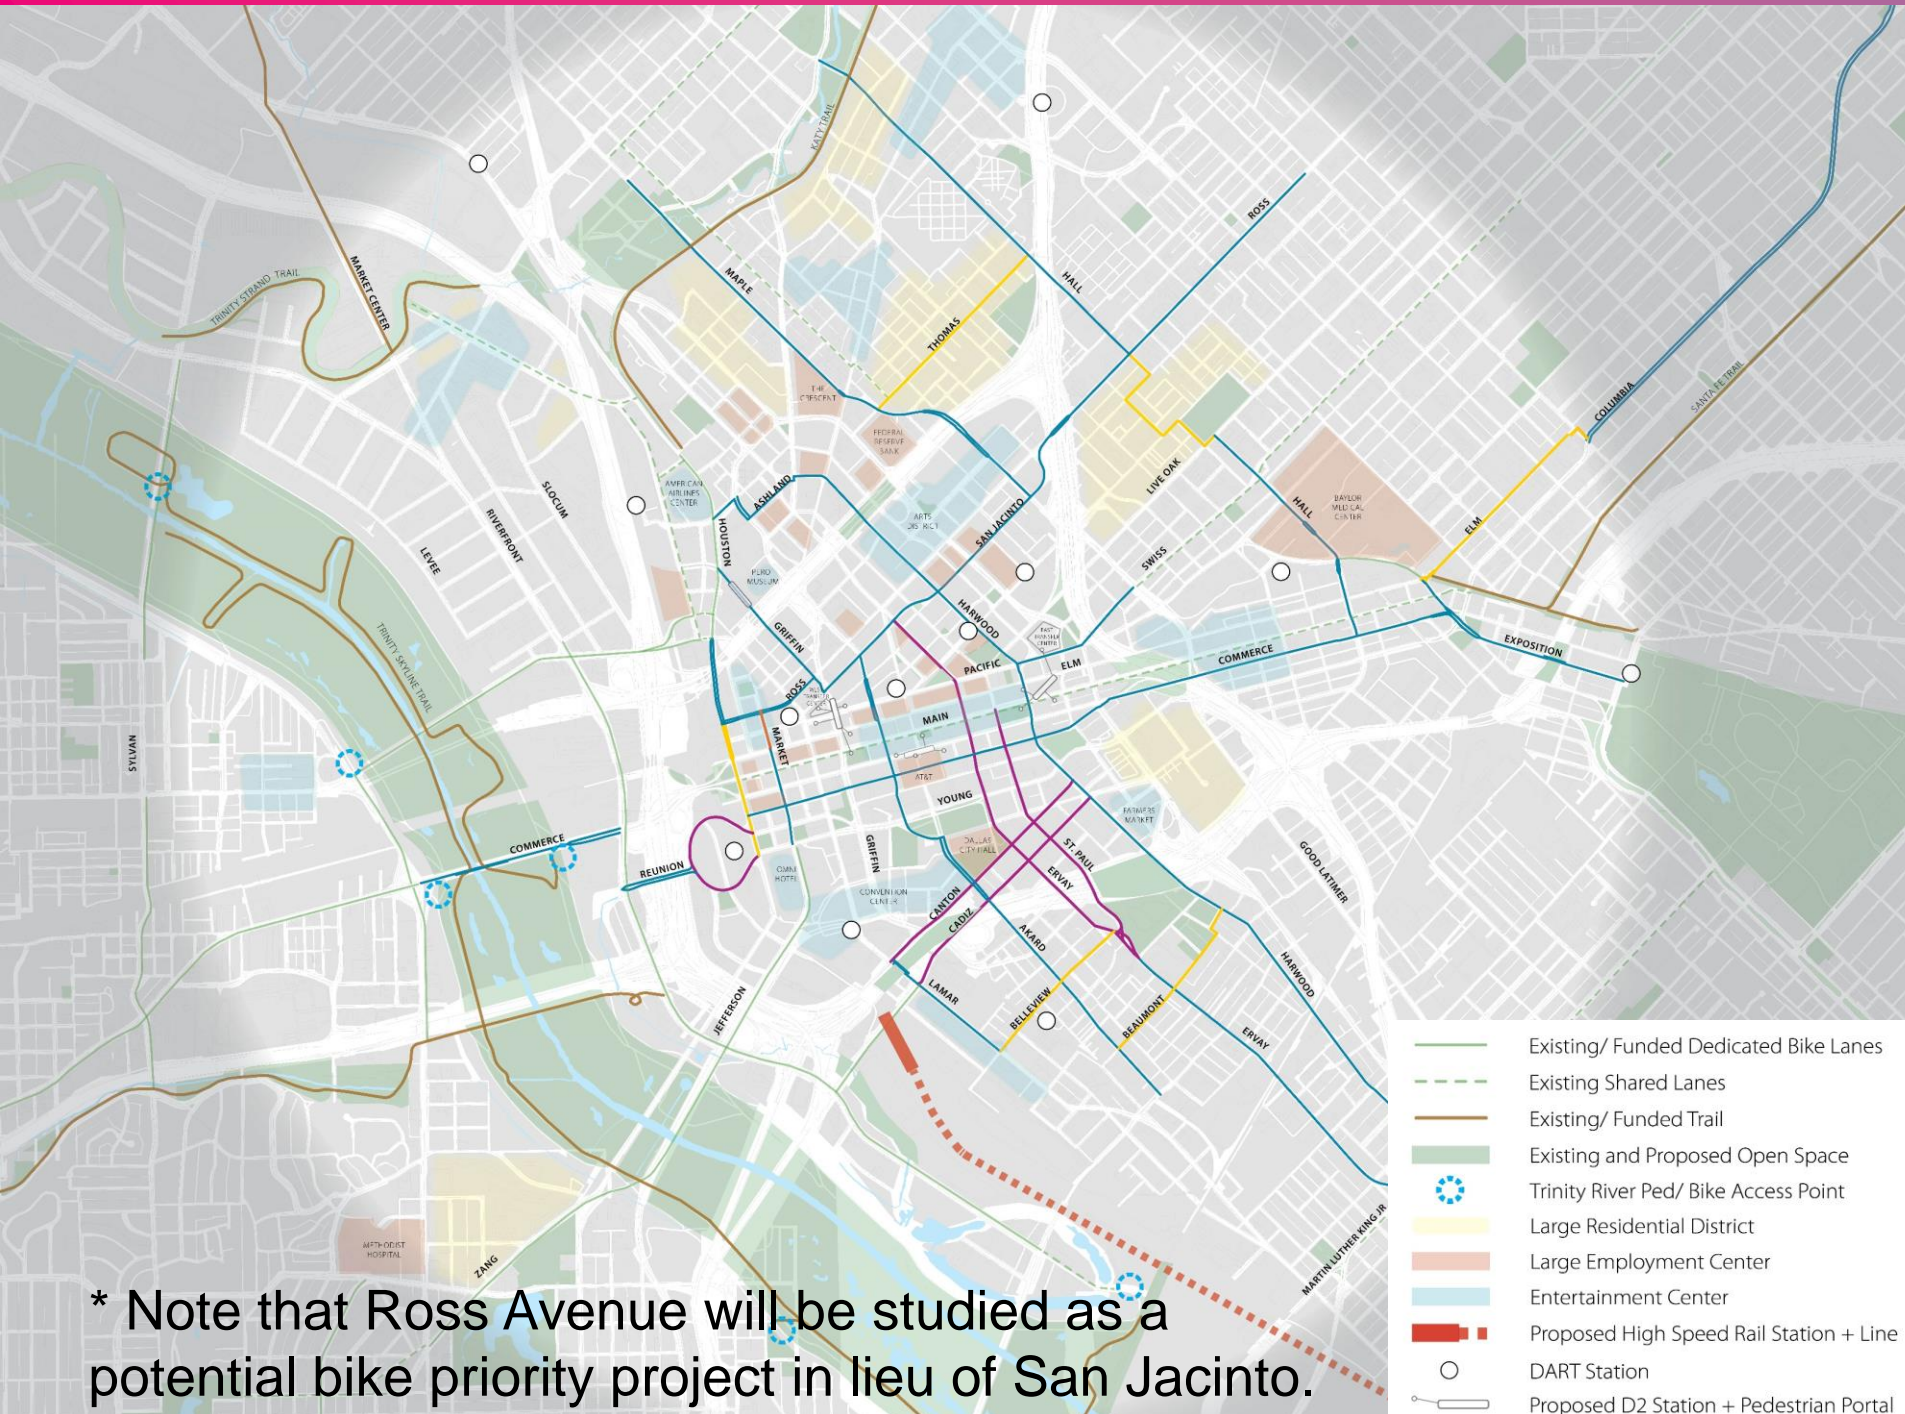 KATY TRAIL
ROSS
MAPLE
HALL
TRINITY STRAND TRAIL
MARKET CENTER
THOMAS
THE
CRESCENT
COLUMBIA
SANTA FE TRAIL
FEDERAL
RESERVE
BANK
LIVE OAK
AMERICAN
AIRLINES
CENTER
ASHLAND
SLOCUM
RIVERFRONT
LEVEE
HOUSTON
ARTS
DISTRICT
SAN JACINTO
HALL
BAYLOR
MEDICAL
CENTER
ELM
SWISS
PEROT
MUSEUM
HARWOOD
GRIFFIN
EAST
TRANSFER
CENTER
TRINITY SKYLINE TRAIL
PACIFIC
ELM
COMMERCE
EXPOSITION
ROSS
WEST
TRANSFER
CENTER
MAIN
MARKET
SYLVAN
AT&T
YOUNG
FARMERS
MARKET
COMMERCE
REUNION
GRIFFIN
DALLAS
CITY HALL
ST. PAUL
ERVAY
OMNI
HOTEL
CONVENTION
CENTER
CANTON
CADIZ
GOOD LATIMER
AKARD
HARWOOD
LAMAR
BELLEVIEW
BEAUMONT
JEFFERSON
ERVAY
METHODIST
HOSPITAL
ZANG
MARTIN LUTHER KING JR
Existing/ Funded Dedicated Bike Lanes
Existing Shared Lanes
Existing/ Funded Trail
Existing and Proposed Open Space
Trinity River Ped/ Bike Access Point
Large Residential District
Large Employment Center
Entertainment Center
Proposed High Speed Rail Station + Line
DART Station
Proposed D2 Station + Pedestrian Portal
* Note that Ross Avenue will be studied as a
potential bike priority project in lieu of San Jacinto.